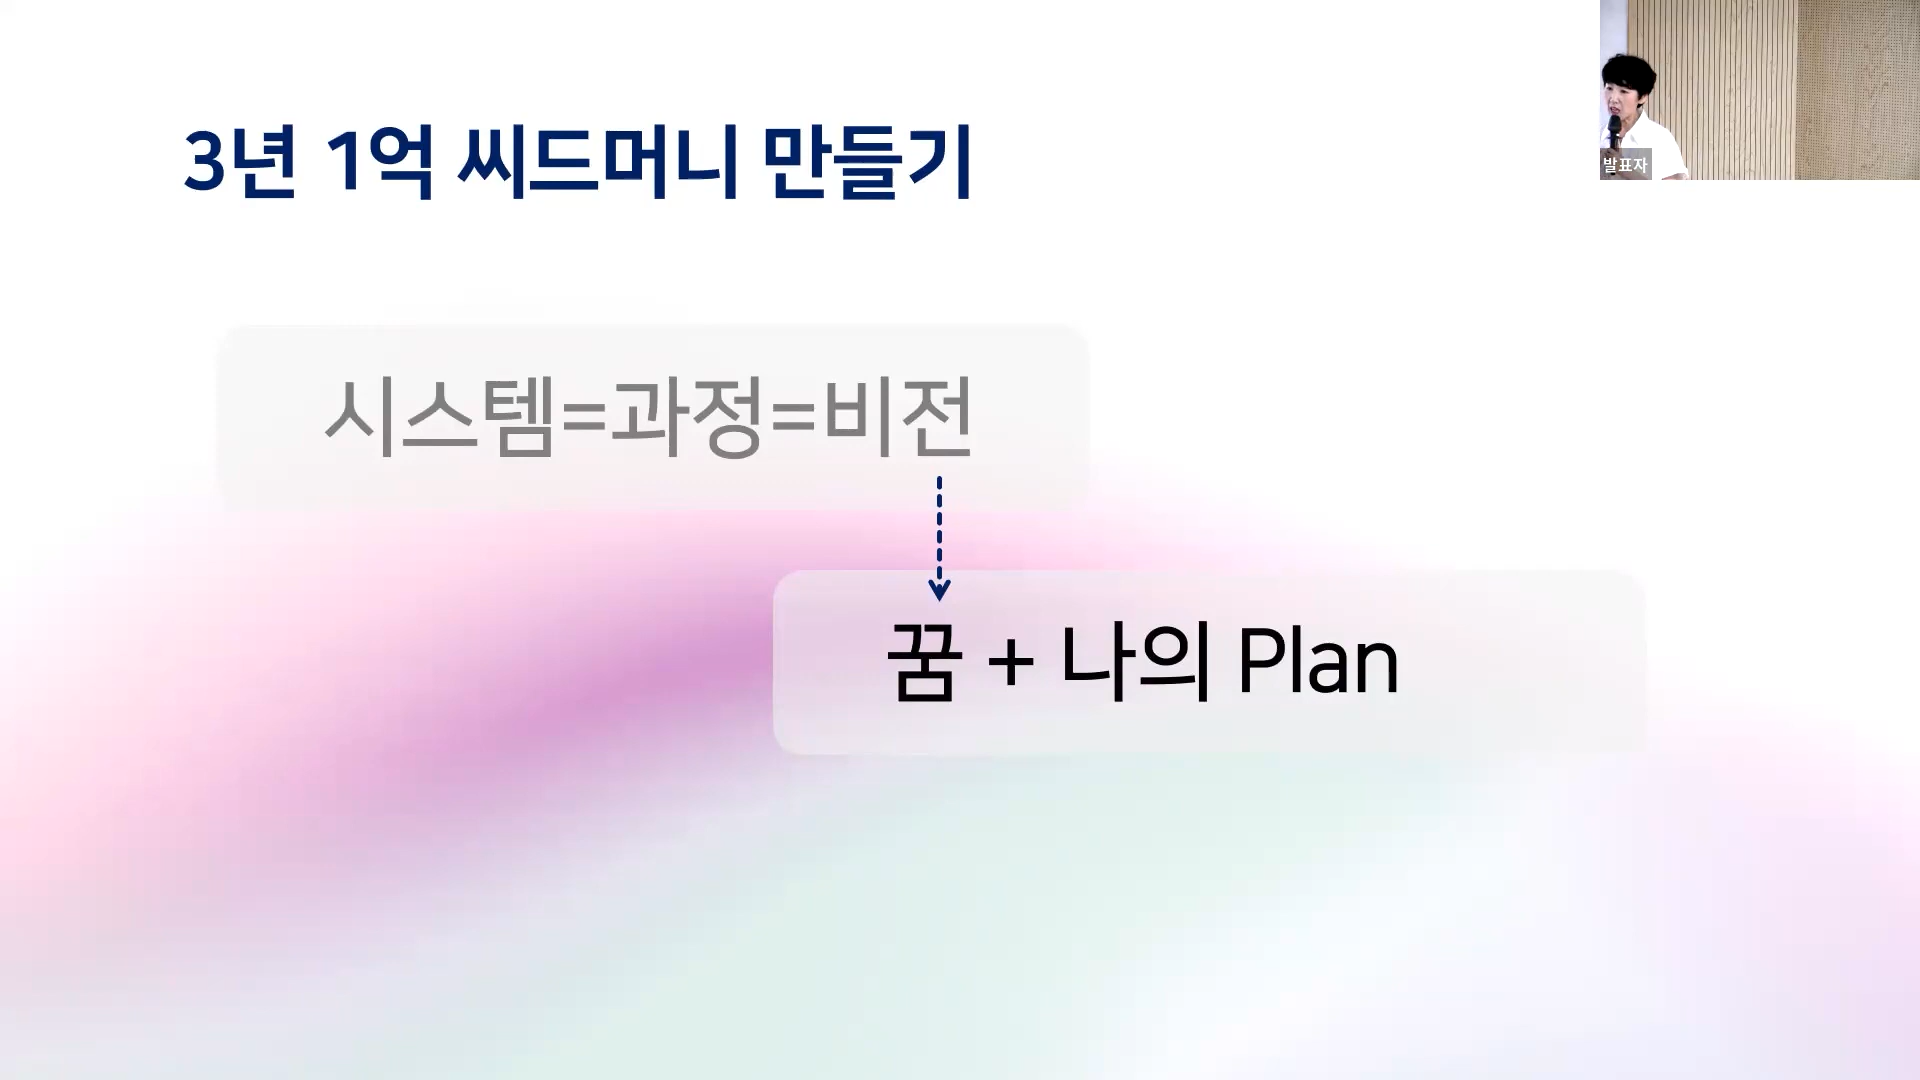 3년 1억 씨드머니 만들기
발표자
시스템=과정=비전
꿈 + 나의 Plan